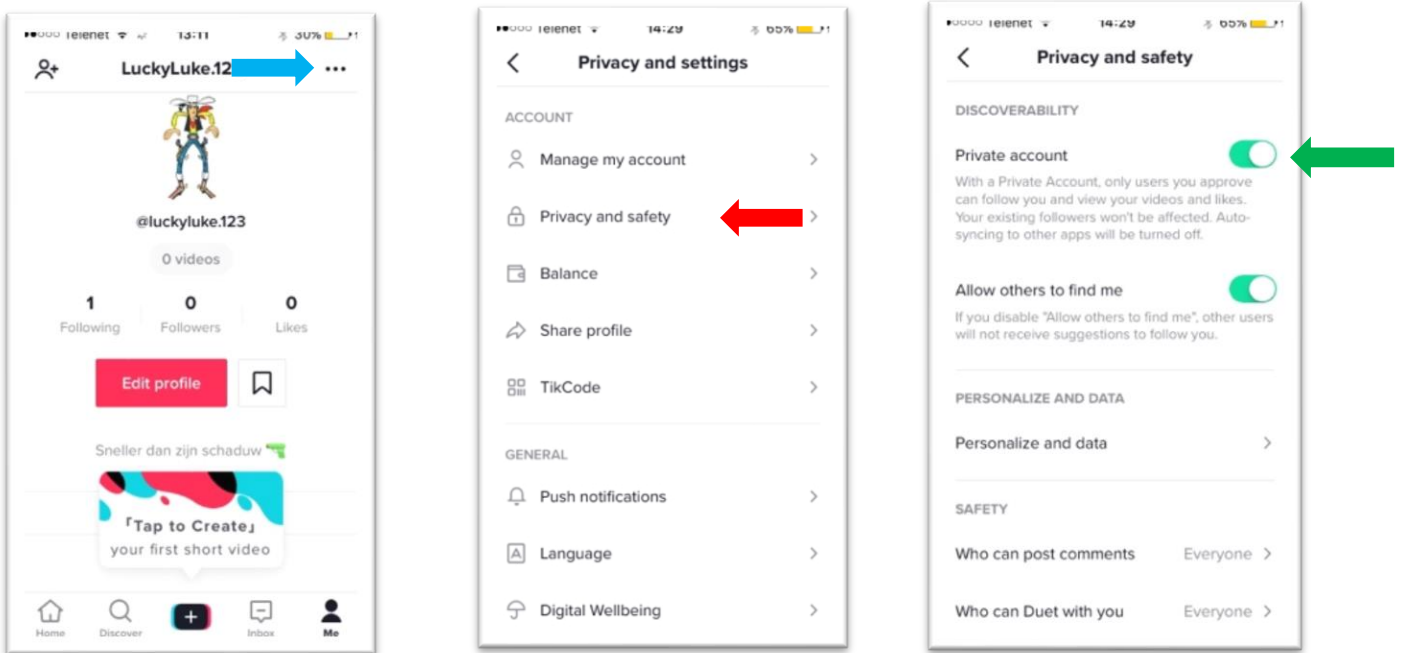 Telenet 13:11 30%
LuckyLuke.12
@luckyluke.123
0 videos
1 0 0
Following Followers Likes
Edit profile
Sneller dan zijn schaduw
「Tap to Create」
your first short video
Home Discover Inbox Me
Telenet 14:29 65%
Privacy and settings
ACCOUNT
Manage my account
Privacy and safety
Balance
Share profile
TikCode
GENERAL
Push notifications
Language
Digital Wellbeing
Telenet 14:29 65%
Privacy and safety
DISCOVERABILITY
Private account
With a Private Account, only users you approve
can follow you and view your videos and likes.
Your existing followers won't be affected. Auto-
syncing to other apps will be turned off.
Allow others to find me
If you disable "Allow others to find me", other users
will not receive suggestions to follow you.
PERSONALIZE AND DATA
Personalize and data
SAFETY
Who can post comments Everyone
Who can Duet with you Everyone